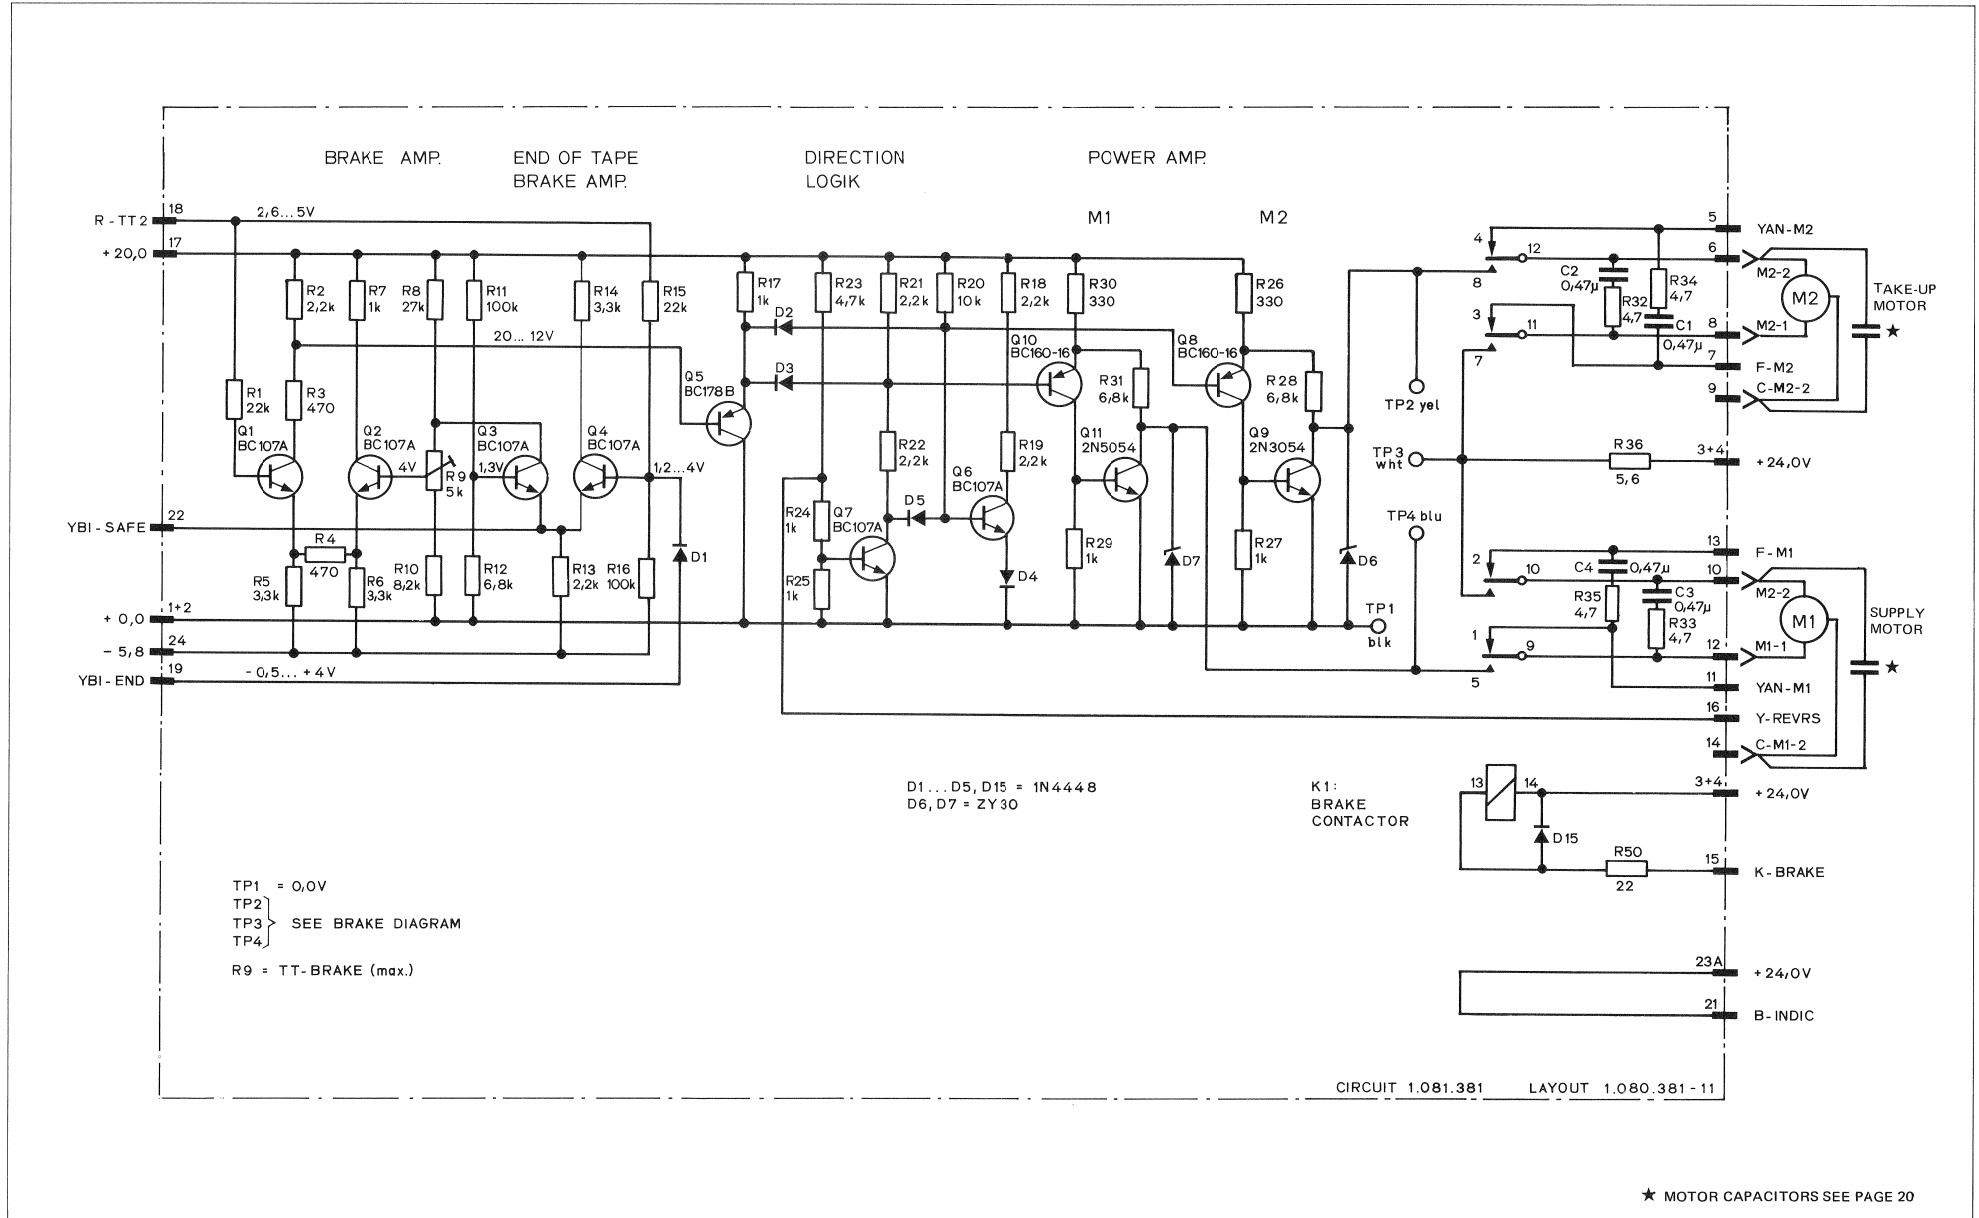 BRAKE AMP.
END OF TAPE
BRAKE AMP.
DIRECTION
LOGIK
POWER AMP.
M1
M2
R-TT2
18
2,6...5V
+20,0
17
R2
2,2k
R7
1k
R8
27k
R11
100k
R14
3,3k
R15
22k
R17
1k
R23
4,7k
R21
2,2k
R20
10k
R18
2,2k
R30
330
R26
330
20...12V
D2
D3
R1
22k
R3
470
Q1
BC107A
Q2
BC107A
4V
R9
5k
Q3
BC107A
1,3V
Q4
BC107A
1,2...4V
Q5
BC178B
Q10
BC160-16
Q8
BC160-16
R31
6,8k
R28
6,8k
R22
2,2k
R19
2,2k
Q11
2N5054
Q9
2N3054
Q6
BC107A
D5
R24
1k
Q7
BC107A
R25
1k
D4
R29
1k
D7
R27
1k
D6
YBI-SAFE
22
R4
470
R5
3,3k
R6
3,3k
R10
8,2k
R12
6,8k
R13
2,2k
R16
100k
D1
+0,0
1+2
-5,8
24
YBI-END
19
-0,5...+4V
TP1
blk
TP2 yel
TP3
wht
TP4 blu
4
12
8
3
11
7
C2
0,47µ
R32
4,7
R34
4,7
C1
0,47µ
5
YAN-M2
6
M2-2
M2
TAKE-UP
MOTOR
★
8
M2-1
7
F-M2
9
C-M2-2
R36
5,6
3+4
+24,0V
2
10
1
9
5
C4
0,47µ
R35
4,7
C3
0,47µ
R33
4,7
13
F-M1
10
M2-2
M1
SUPPLY
MOTOR
★
12
M1-1
11
YAN-M1
16
Y-REVRS
14
C-M1-2
D1...D5, D15 = 1N4448
D6, D7 = ZY30
K1:
BRAKE
CONTACTOR
13
14
3+4
+24,0V
D15
R50
22
15
K-BRAKE
TP1 = 0,0V
TP2
TP3 SEE BRAKE DIAGRAM
TP4
R9 = TT-BRAKE (max.)
23A
+24,0V
21
B-INDIC
CIRCUIT 1.081.381 LAYOUT 1.080.381-11
★ MOTOR CAPACITORS SEE PAGE 20